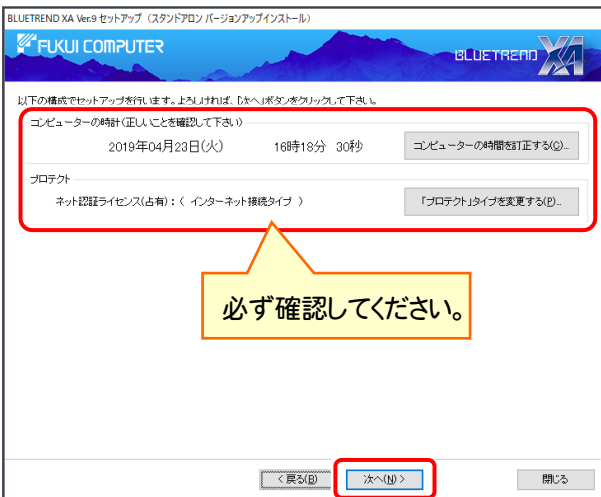 BLUETREND XA Ver.9 セットアップ（スタンドアロン バージョンアップインストール）
FUKUI COMPUTER
BLUETREND XA
以下の構成でセットアップを行います。よろしければ、[次へ]ボタンをクリックして下さい。
コンピューターの時計(正しいことを確認して下さい)
2019年04月23日(火) 16時18分 30秒 コンピューターの時間を訂正する(C)...
プロテクト
ネット認証ライセンス(占有)：( インターネット接続タイプ ) 「プロテクト」タイプを変更する(P)...
必ず確認してください。
< 戻る(B) 次へ(N) > 閉じる